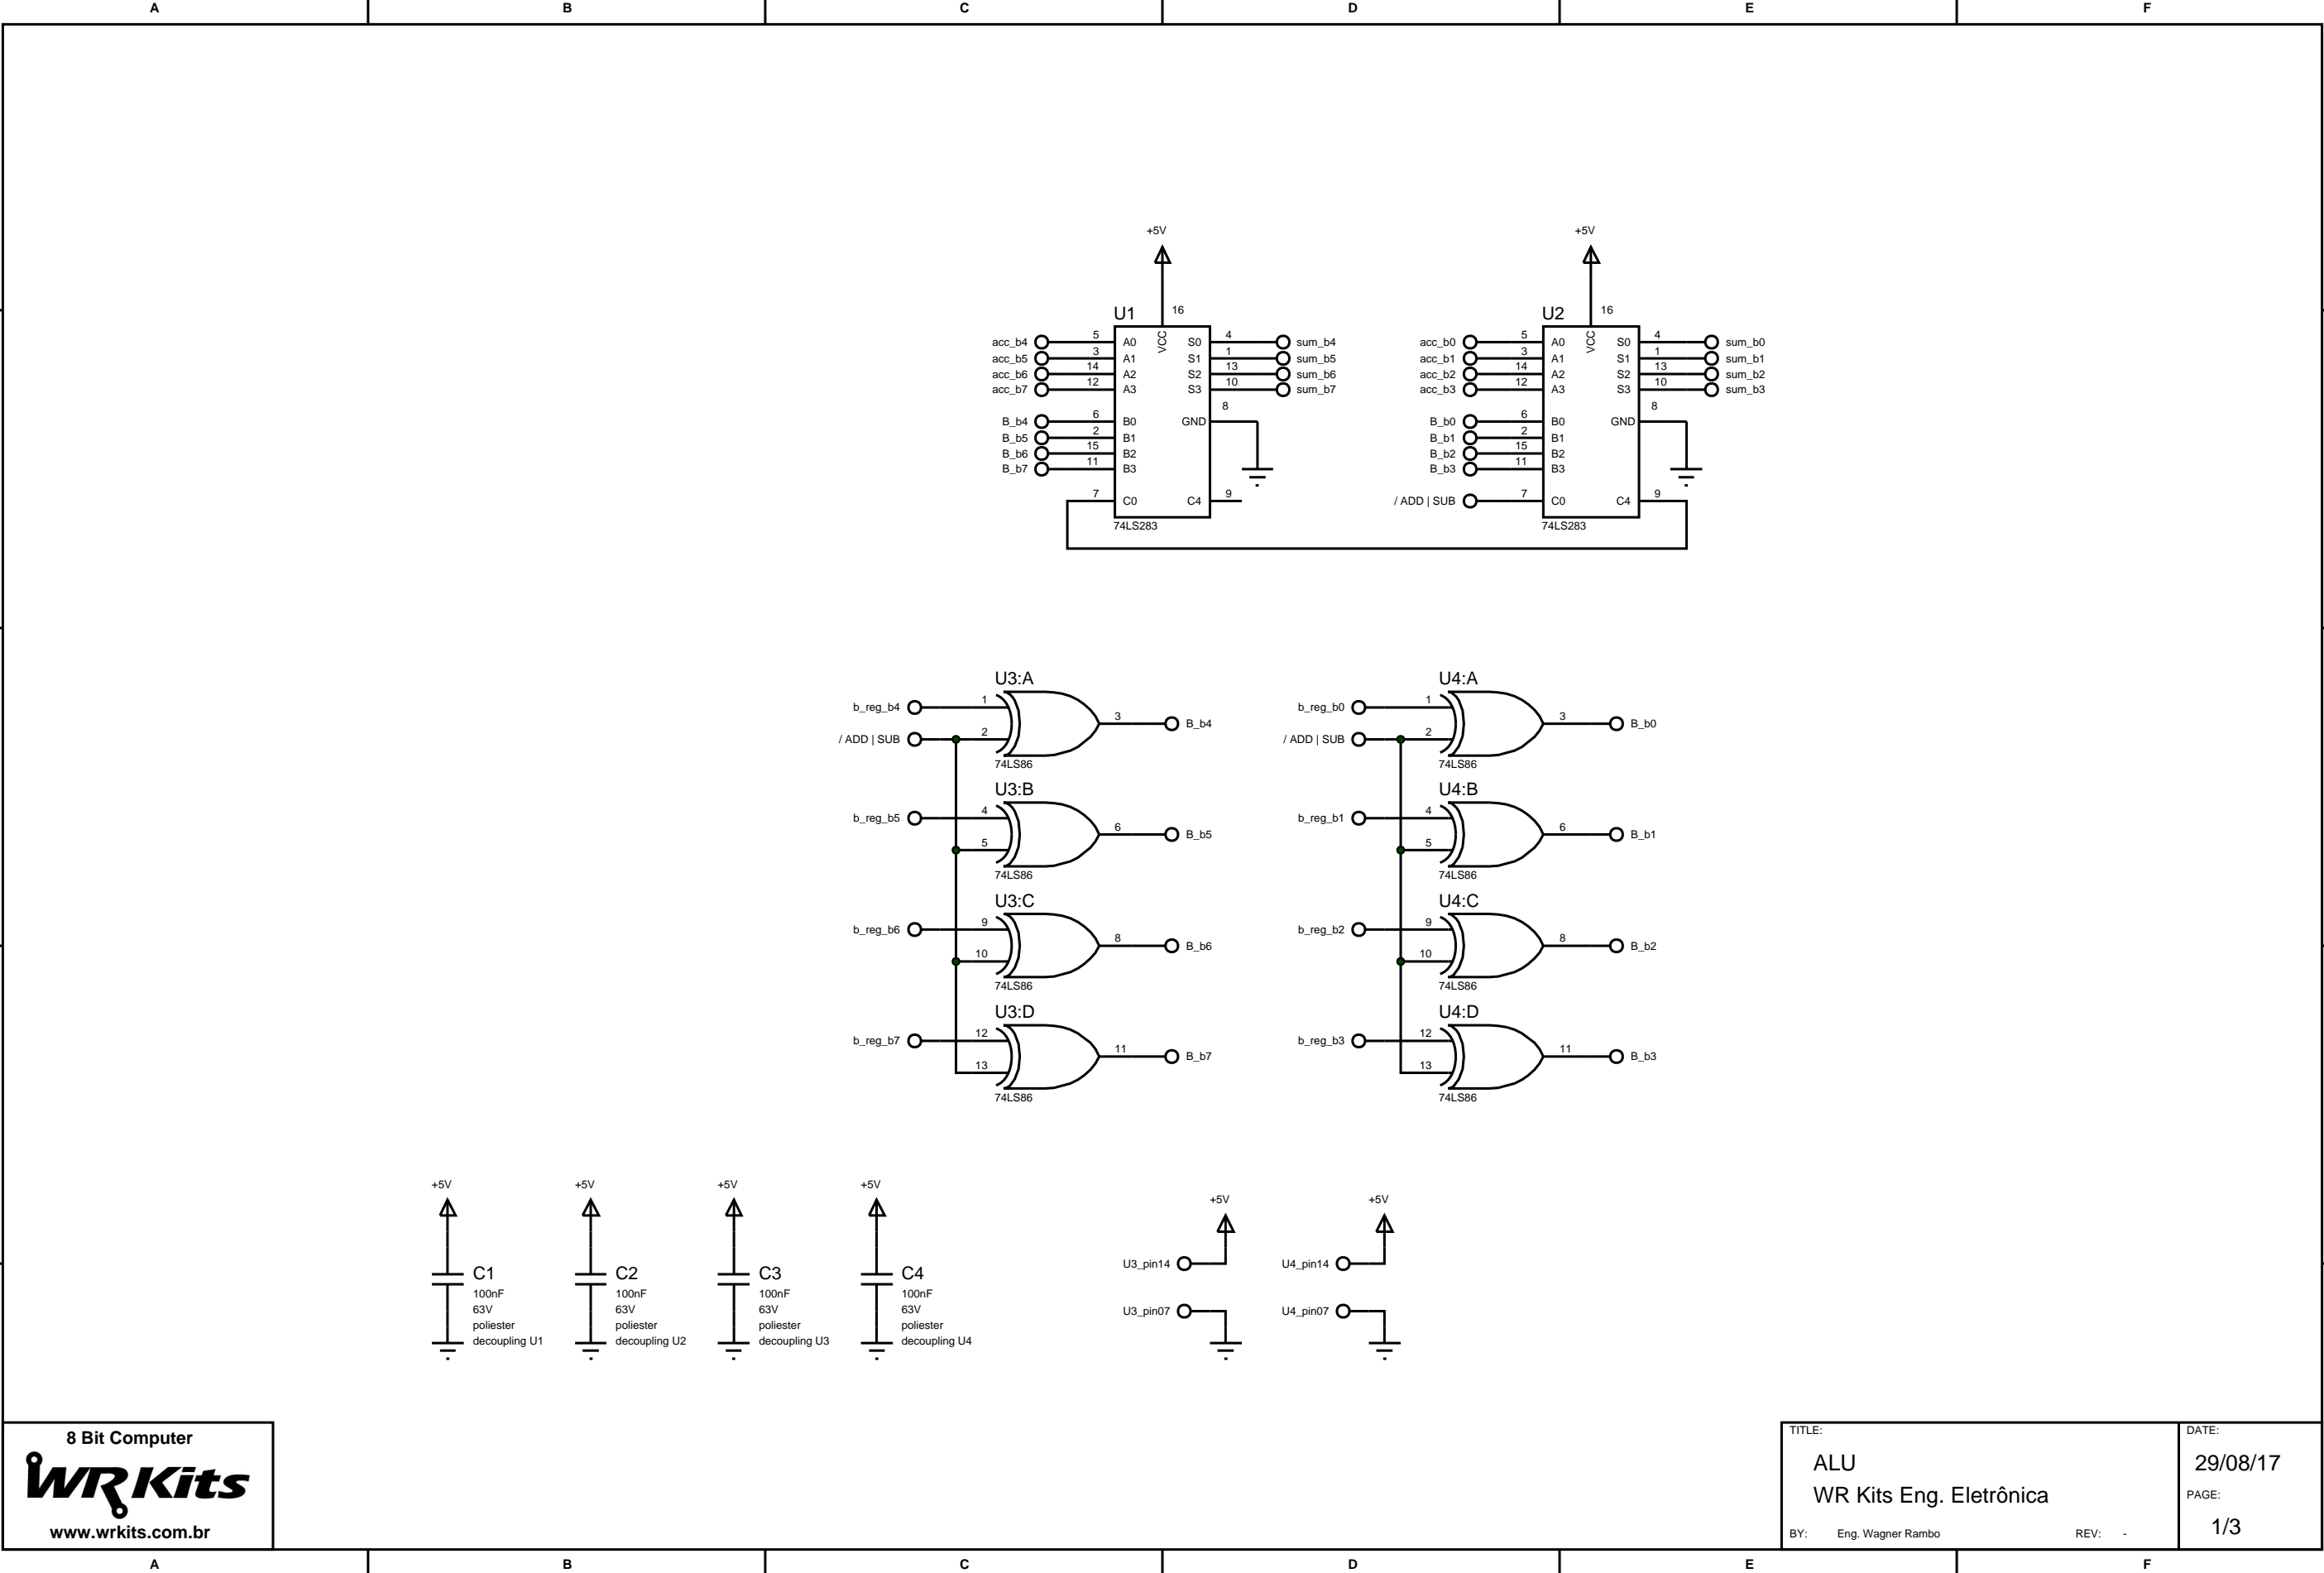 A B C D E F
+5V +5V
U1 16 U2 16
VCC VCC
acc_b4 5 A0 S0 4 sum_b4 acc_b0 5 A0 S0 4 sum_b0
acc_b5 3 A1 S1 1 sum_b5 acc_b1 3 A1 S1 1 sum_b1
acc_b6 14 A2 S2 13 sum_b6 acc_b2 14 A2 S2 13 sum_b2
acc_b7 12 A3 S3 10 sum_b7 acc_b3 12 A3 S3 10 sum_b3
8 8
B_b4 6 B0 GND B_b0 6 B0 GND
B_b5 2 B1 B_b1 2 B1
B_b6 15 B2 B_b2 15 B2
B_b7 11 B3 B_b3 11 B3
7 C0 C4 9 / ADD | SUB 7 C0 C4 9
74LS283 74LS283
U3:A U4:A
b_reg_b4 1 b_reg_b0 1
3 B_b4 3 B_b0
/ ADD | SUB 2 / ADD | SUB 2
74LS86 74LS86
U3:B U4:B
b_reg_b5 4 b_reg_b1 4
6 B_b5 6 B_b1
5 5
74LS86 74LS86
U3:C U4:C
b_reg_b6 9 b_reg_b2 9
8 B_b6 8 B_b2
10 10
74LS86 74LS86
U3:D U4:D
b_reg_b7 12 b_reg_b3 12
11 B_b7 11 B_b3
13 13
74LS86 74LS86
+5V +5V +5V +5V +5V +5V
U3_pin14 U4_pin14
C1 C2 C3 C4
100nF 100nF 100nF 100nF
63V 63V 63V 63V
U3_pin07 U4_pin07
poliester poliester poliester poliester
decoupling U1 decoupling U2 decoupling U3 decoupling U4
8 Bit Computer
WR Kits
www.wrkits.com.br
TITLE: DATE:
ALU 29/08/17
WR Kits Eng. Eletrônica PAGE:
BY: Eng. Wagner Rambo REV: - 1/3
A B C D E F